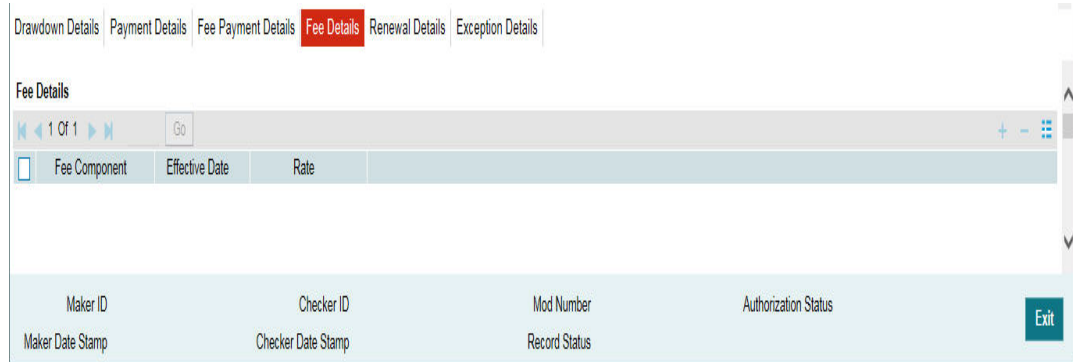 Drawdown Details Payment Details Fee Payment Details Fee Details Renewal Details Exception Details
Fee Details
1 Of 1 Go
Fee Component Effective Date Rate
Maker ID Checker ID Mod Number Authorization Status
Exit
Maker Date Stamp Checker Date Stamp Record Status